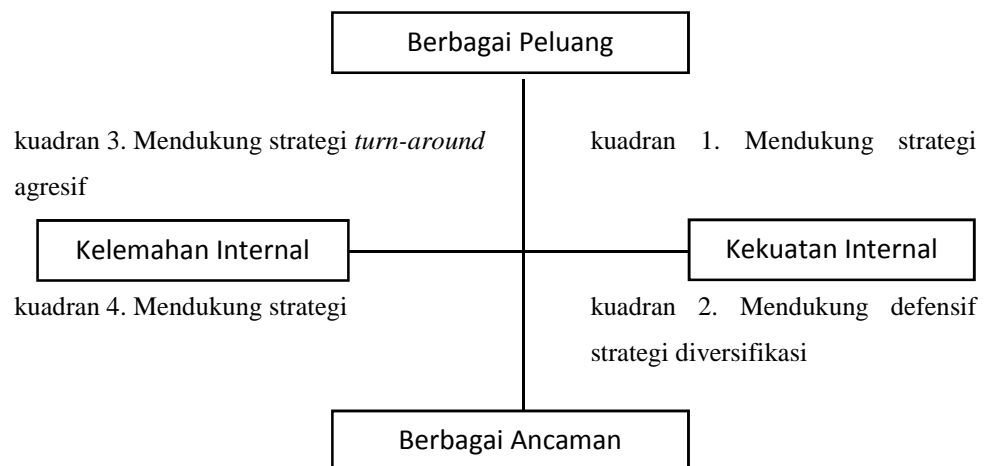 Berbagai Peluang
kuadran 3. Mendukung strategi turn-around
agresif
kuadran 1. Mendukung strategi
Kelemahan Internal
Kekuatan Internal
kuadran 4. Mendukung strategi
kuadran 2. Mendukung defensif
strategi diversifikasi
Berbagai Ancaman